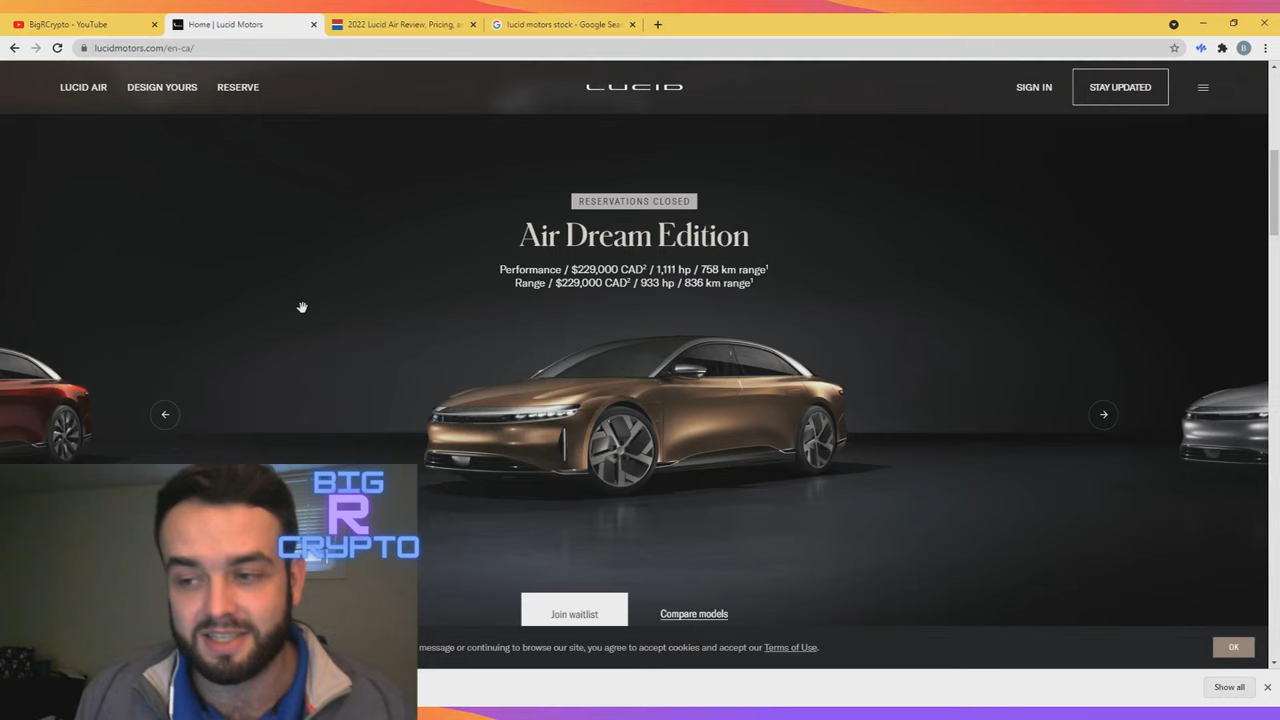 BigRCrypto - YouTube
Home | Lucid Motors
2022 Lucid Air Review, Pricing, a
lucid motors stock - Google Sea
lucidmotors.com/en-ca/
B
LUCID AIR
DESIGN YOURS
RESERVE
LUCID
SIGN IN
STAY UPDATED
RESERVATIONS CLOSED
Air Dream Edition
Performance / $229,000 CAD² / 1,111 hp / 758 km range¹
Range / $229,000 CAD² / 933 hp / 836 km range¹
Join waitlist
Compare models
message or continuing to browse our site, you agree to accept cookies and accept our Terms of Use.
OK
Show all
BIG
R
CRYPTO